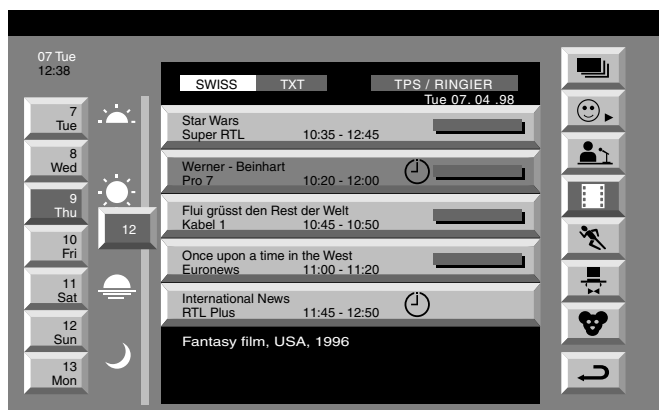 07 Tue
12:38
7
Tue
8
Wed
9
Thu
10
Fri
11
Sat
12
Sun
13
Mon
12
SWISS TXT TPS / RINGIER
Tue 07. 04 .98
Star Wars
Super RTL 10:35 - 12:45
Werner - Beinhart
Pro 7 10:20 - 12:00
Flui grüsst den Rest der Welt
Kabel 1 10:45 - 10:50
Once upon a time in the West
Euronews 11:00 - 11:20
International News
RTL Plus 11:45 - 12:50
Fantasy film, USA, 1996